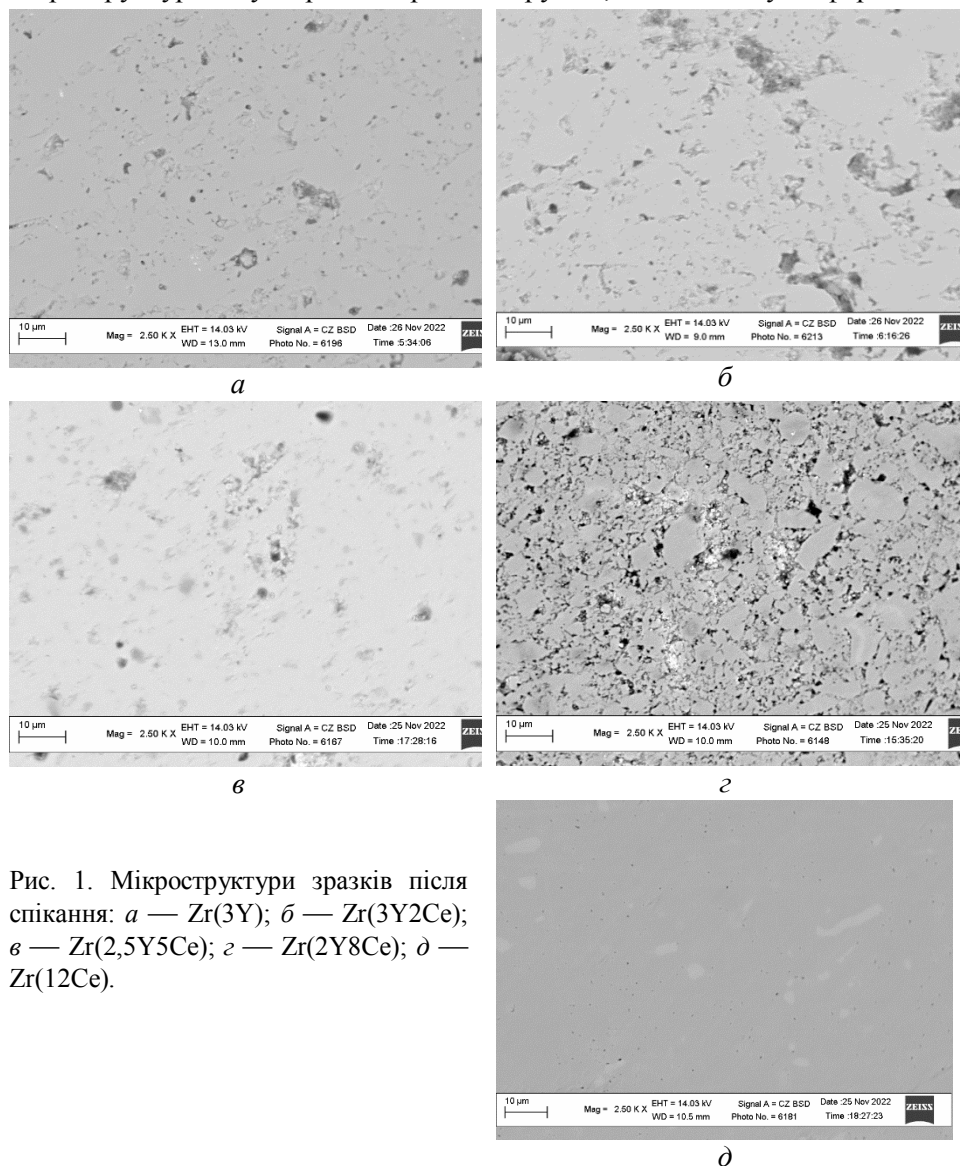 10 µm
Mag = 2.50 K X
EHT = 14.03 kV
WD = 13.0 mm
Signal A = CZ BSD
Photo No. = 6196
Date :26 Nov 2022
Time :5:34:06
а
10 µm
Mag = 2.50 K X
EHT = 14.03 kV
WD = 9.0 mm
Signal A = CZ BSD
Photo No. = 6213
Date :26 Nov 2022
Time :6:16:26
б
10 µm
Mag = 2.50 K X
EHT = 14.03 kV
WD = 10.0 mm
Signal A = CZ BSD
Photo No. = 6167
Date :25 Nov 2022
Time :17:28:16
в
10 µm
Mag = 2.50 K X
EHT = 14.03 kV
WD = 10.0 mm
Signal A = CZ BSD
Photo No. = 6148
Date :25 Nov 2022
Time :15:35:20
г
Рис. 1. Мікроструктури зразків після
спікання: а — Zr(3Y); б — Zr(3Y2Ce);
в — Zr(2,5Y5Ce); г — Zr(2Y8Ce); д —
Zr(12Ce).
10 µm
Mag = 2.50 K X
EHT = 14.03 kV
WD = 10.5 mm
Signal A = CZ BSD
Photo No. = 6181
Date :25 Nov 2022
Time :18:27:23
ZEISS
д